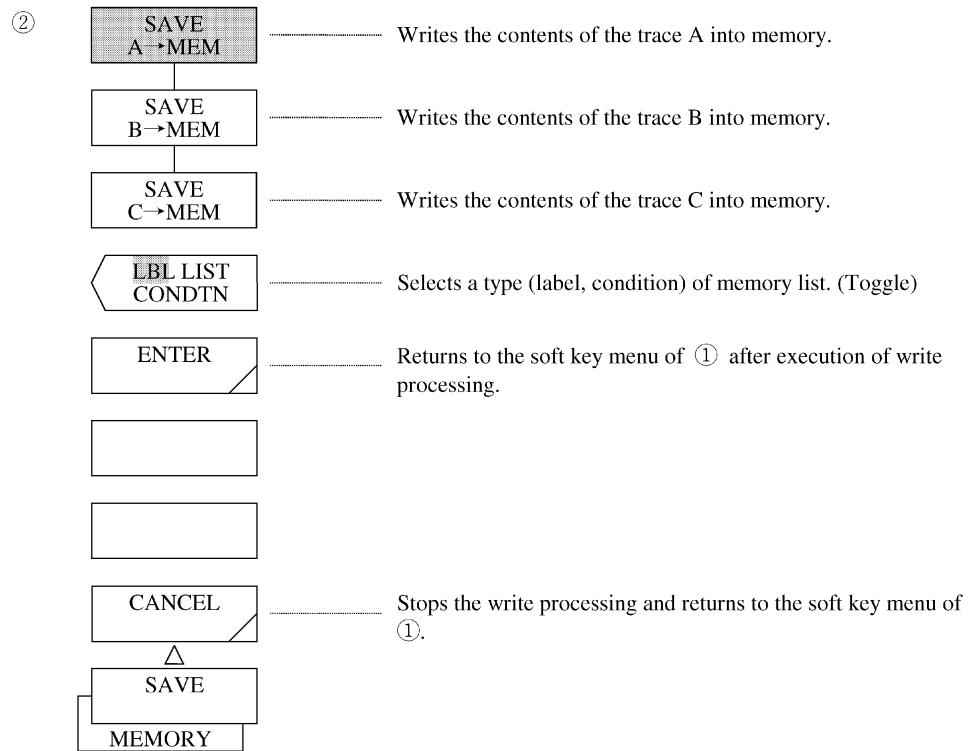 ②
SAVE
A→MEM
Writes the contents of the trace A into memory.
SAVE
B→MEM
Writes the contents of the trace B into memory.
SAVE
C→MEM
Writes the contents of the trace C into memory.
LBL LIST
CONDTN
Selects a type (label, condition) of memory list. (Toggle)
ENTER
Returns to the soft key menu of ① after execution of write
processing.
CANCEL
Stops the write processing and returns to the soft key menu of
①.
SAVE
MEMORY